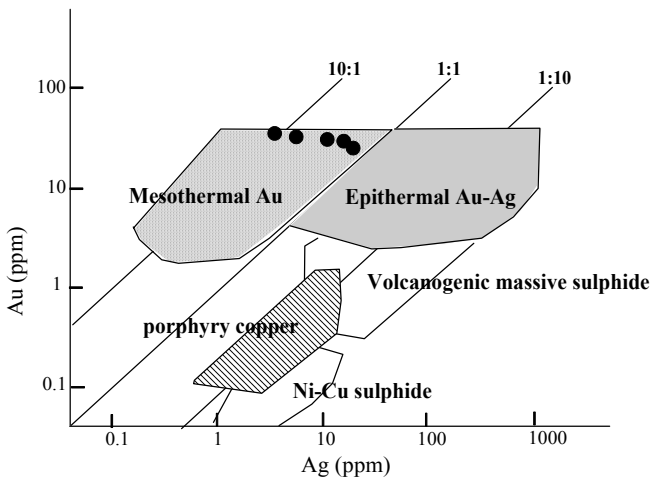 10:1
1:1
1:10
100
10
1
0.1
Au (ppm)
Mesothermal Au
Epithermal Au-Ag
Volcanogenic massive sulphide
porphyry copper
Ni-Cu sulphide
0.1
1
10
100
1000
Ag (ppm)